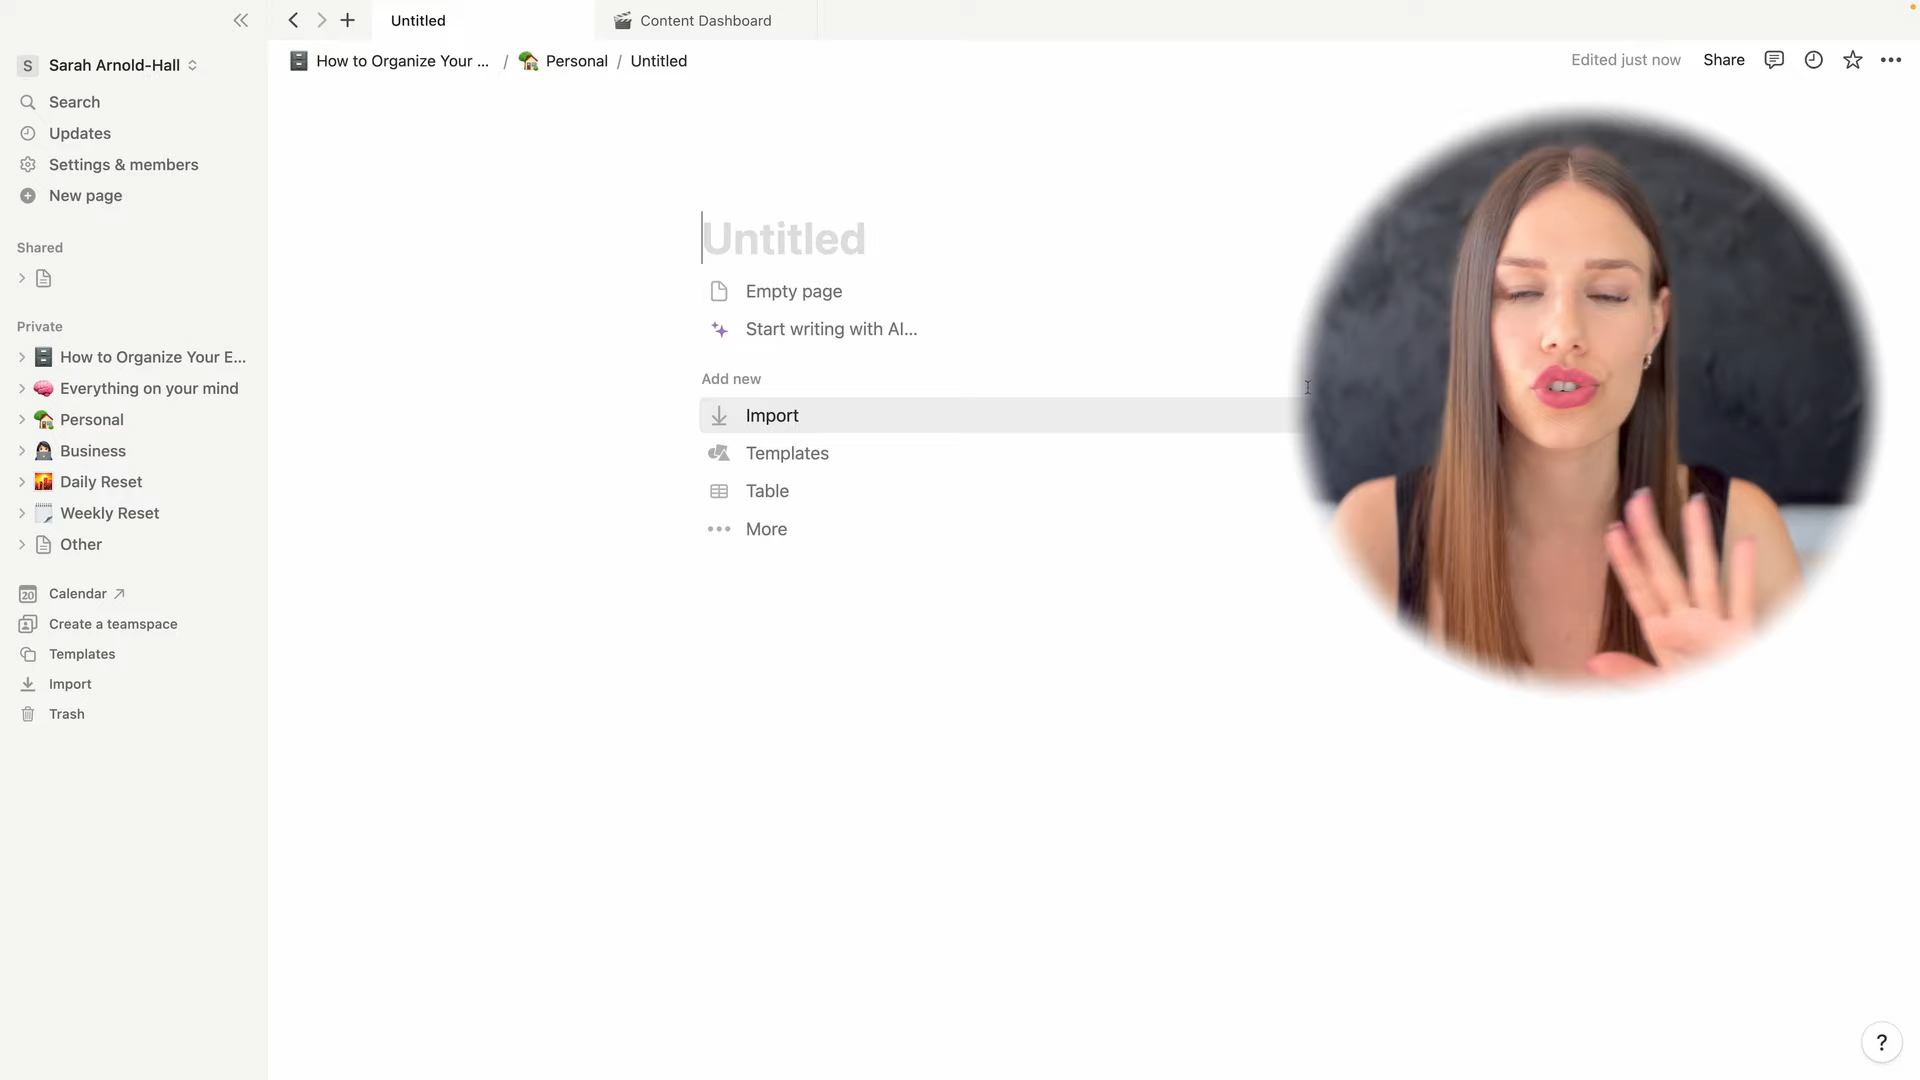 Untitled
Content Dashboard
How to Organize Your ... / Personal / Untitled
Edited just now
Share
S Sarah Arnold-Hall
Search
Updates
Settings & members
New page
Shared
Private
How to Organize Your E...
Everything on your mind
Personal
Business
Daily Reset
Weekly Reset
Other
20 Calendar
Create a teamspace
Templates
Import
Trash
Untitled
Empty page
Start writing with AI...
Add new
Import
Templates
Table
More
?